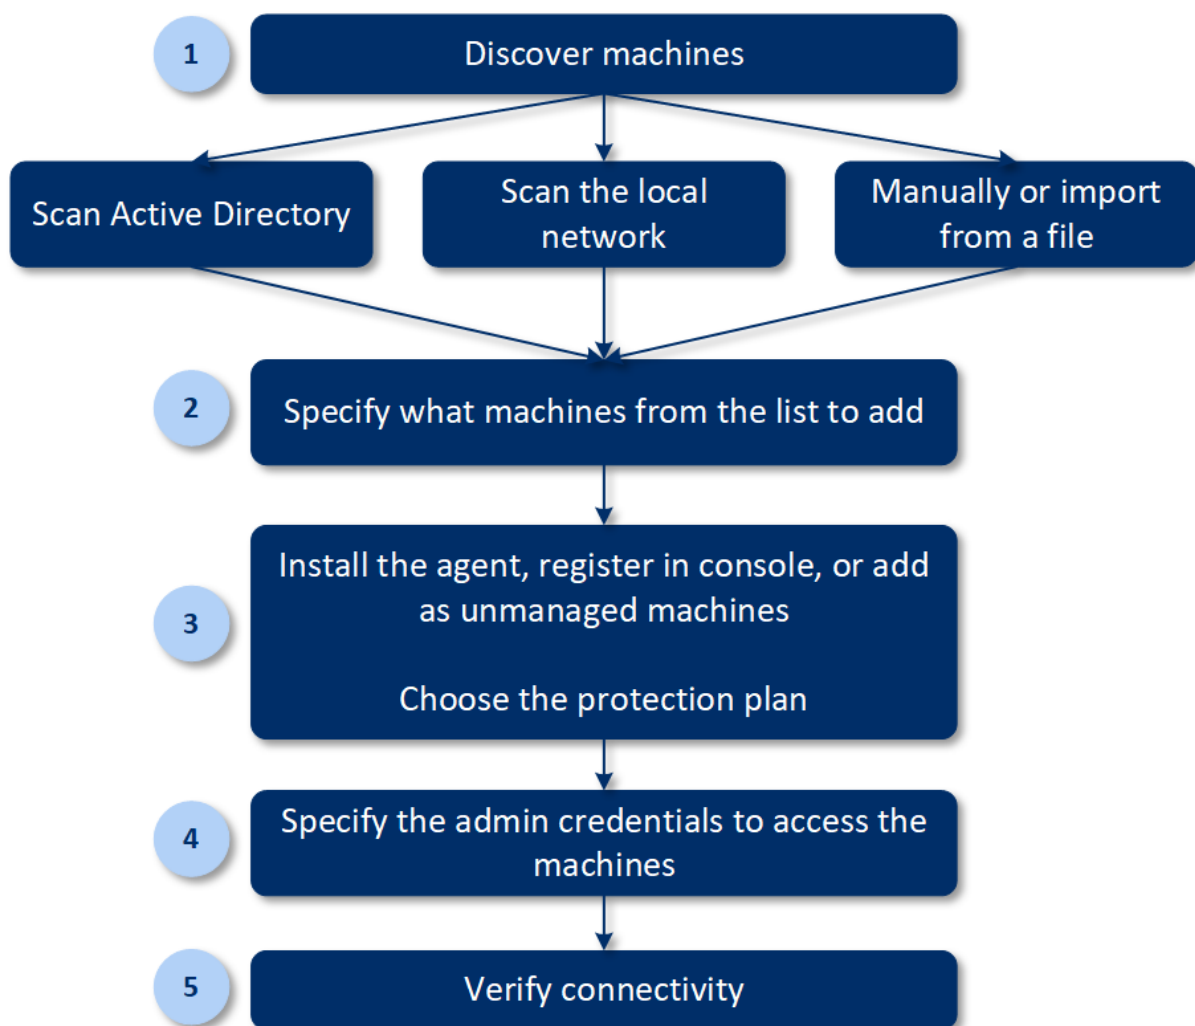 1
Discover machines
Scan Active Directory
Scan the local
network
Manually or import
from a file
2
Specify what machines from the list to add
3
Install the agent, register in console, or add
as unmanaged machines
Choose the protection plan
4
Specify the admin credentials to access the
machines
5
Verify connectivity